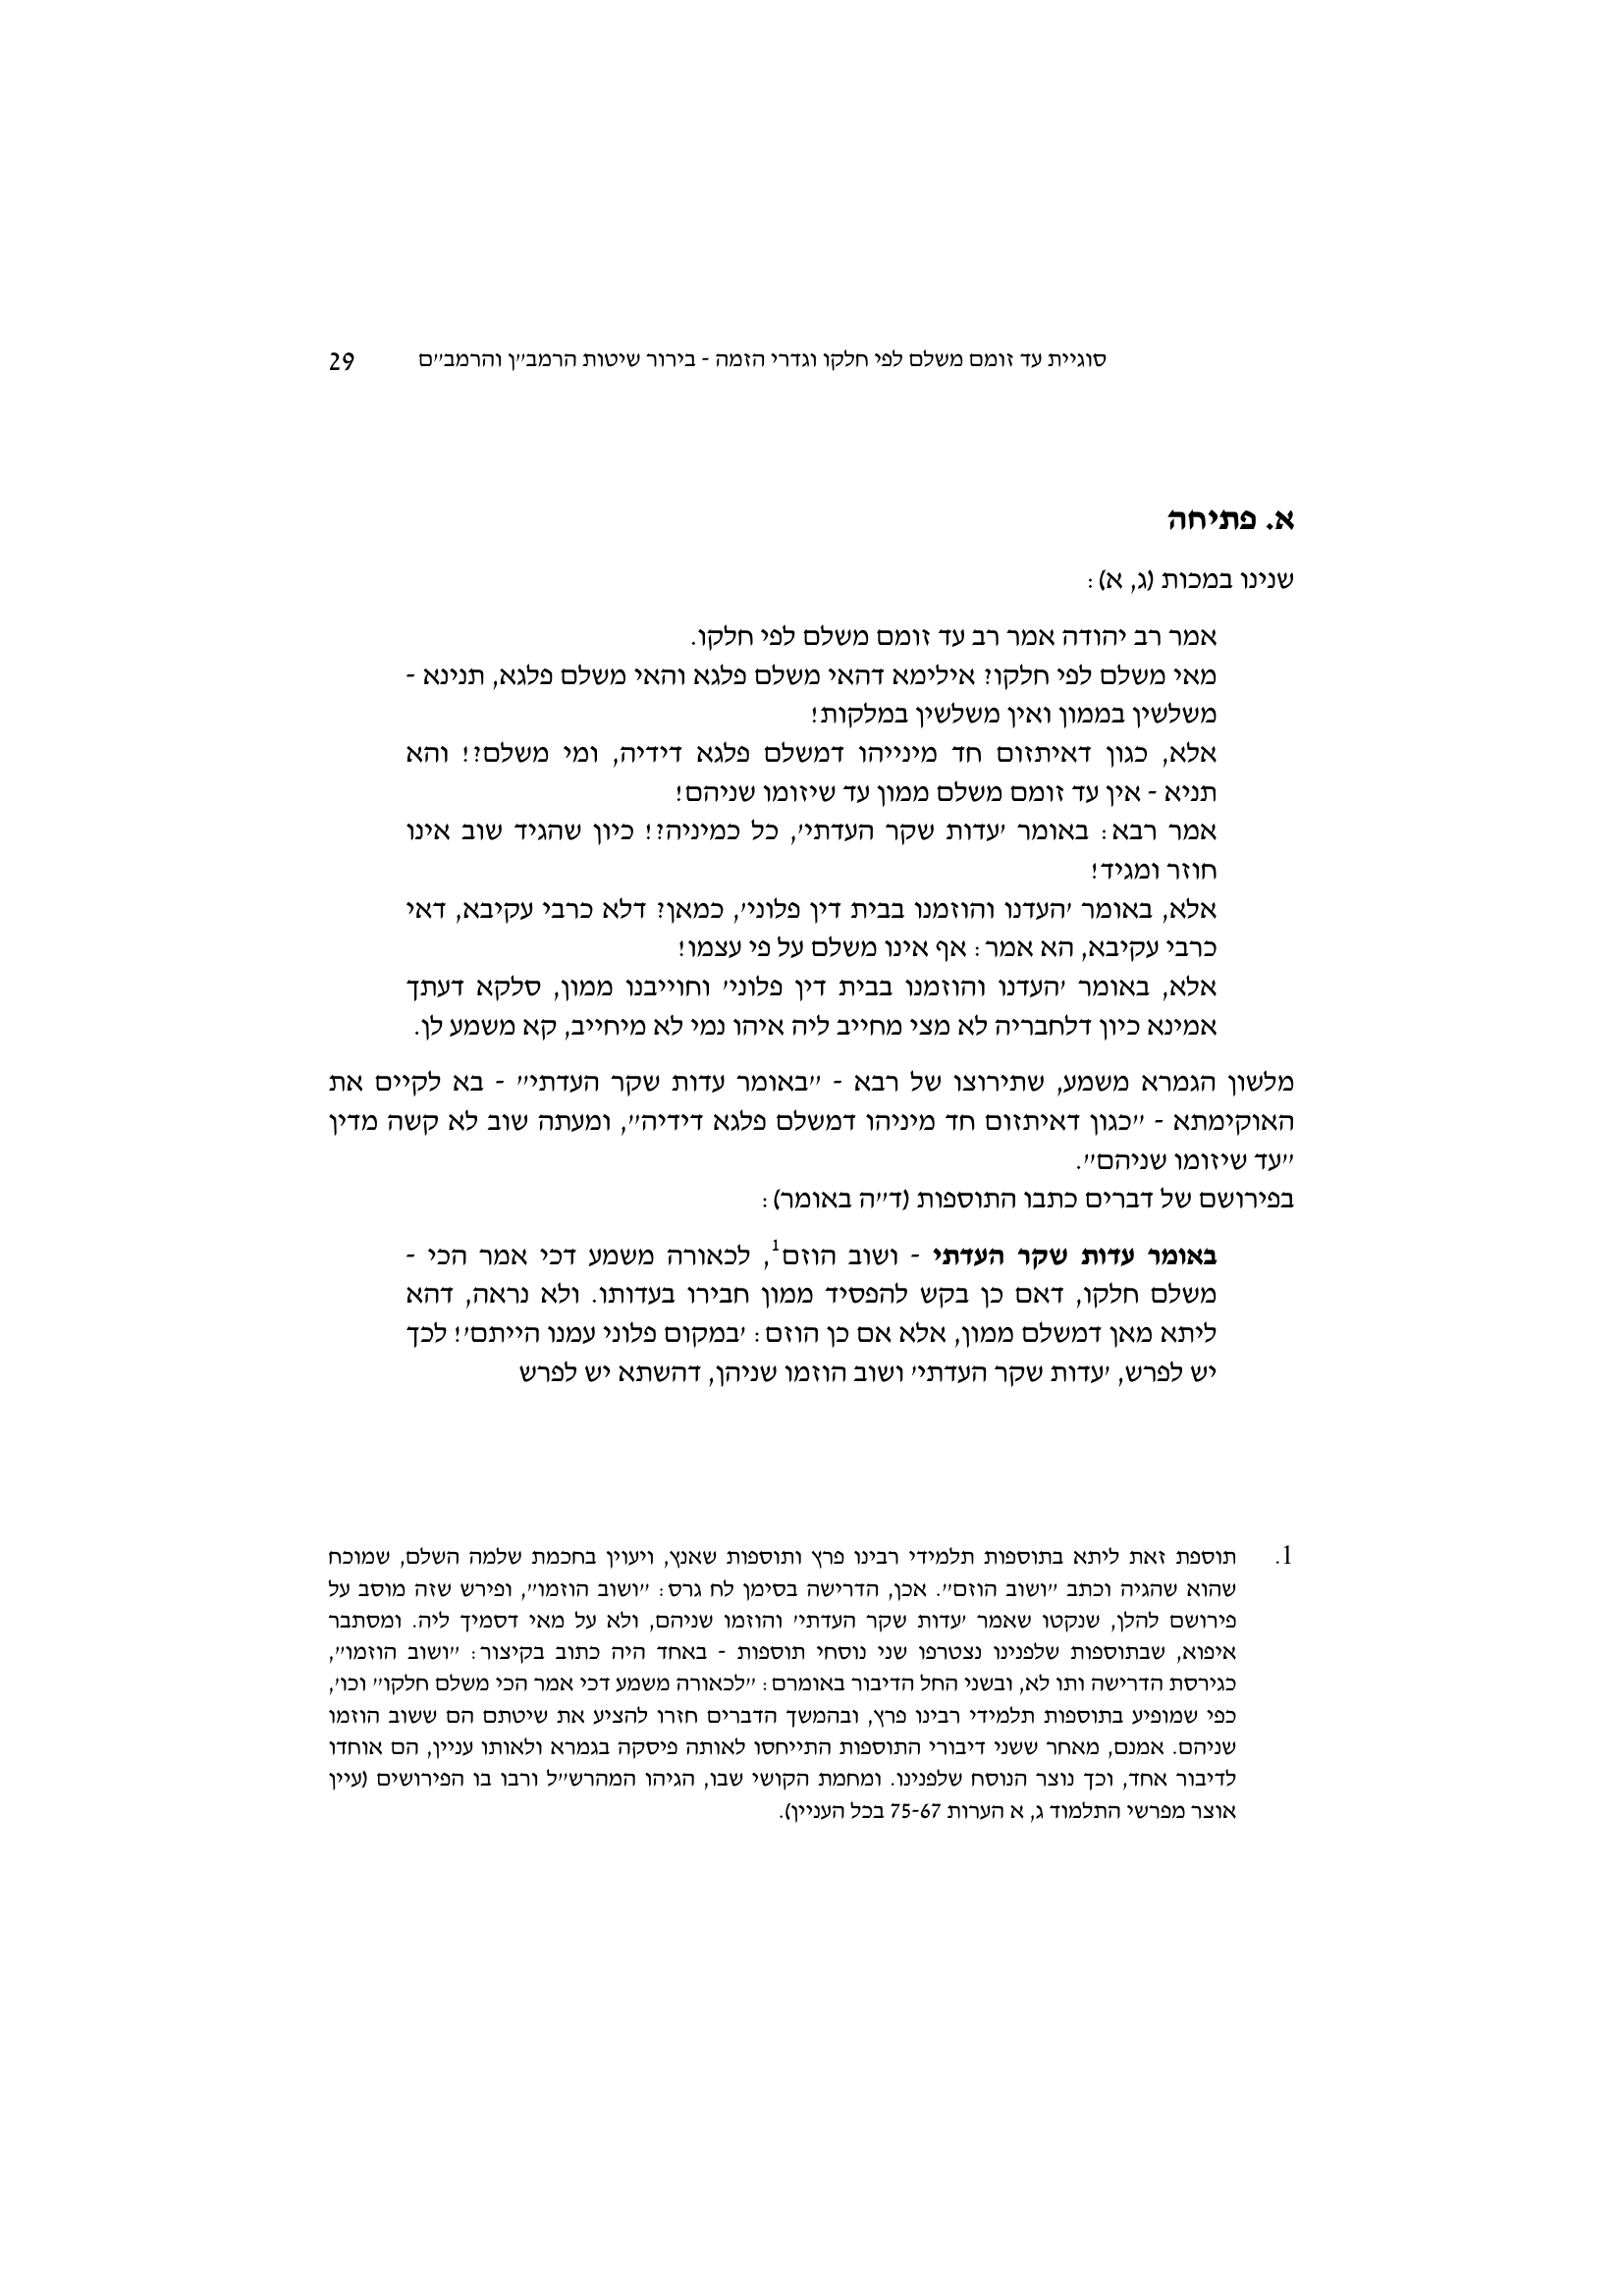 סוגיית עד זומם משלם לפי חלקו וגדרי הזמה - בירור שיטות הרמב״ן והרמב״ם 29
א. פתיחה
שנינו במכות (ג, א):
אמר רב יהודה אמר רב עד זומם משלם לפי חלקו.
מאי משלם לפי חלקו? אילימא דהאי משלם פלגא והאי משלם פלגא, תנינא -
משלשין בממון ואין משלשין במלקות!
אלא, כגון דאיתזום חד מינייהו דמשלם פלגא דידיה, ומי משלם?! והא
תניא - אין עד זומם משלם ממון עד שיזומו שניהם!
אמר רבא: באומר ׳עדות שקר העדתי׳, כל כמיניה?! כיון שהגיד שוב אינו
חוזר ומגיד!
אלא, באומר ׳העדנו והוזמנו בבית דין פלוני׳, כמאן? דלא כרבי עקיבא, דאי
כרבי עקיבא, הא אמר: אף אינו משלם על פי עצמו!
אלא, באומר ׳העדנו והוזמנו בבית דין פלוני׳ וחוייבנו ממון, סלקא דעתך
אמינא כיון דלחבריה לא מצי מחייב ליה איהו נמי לא מיחייב, קא משמע לן.
מלשון הגמרא משמע, שתירוצו של רבא - ״באומר עדות שקר העדתי״ - בא לקיים את
האוקימתא - ״כגון דאיתזום חד מיניהו דמשלם פלגא דידיה״, ומעתה שוב לא קשה מדין
״עד שיזומו שניהם״.
בפירושם של דברים כתבו התוספות (ד״ה באומר):
באומר עדות שקר העדתי - ושוב הוזם1, לכאורה משמע דכי אמר הכי -
משלם חלקו, דאם כן בקש להפסיד ממון חבירו בעדותו. ולא נראה, דהא
ליתא מאן דמשלם ממון, אלא אם כן הוזם: ׳במקום פלוני עמנו הייתם׳! לכך
יש לפרש, ׳עדות שקר העדתי׳ ושוב הוזמו שניהן, דהשתא יש לפרש
1. תוספת זאת ליתא בתוספות תלמידי רבינו פרץ ותוספות שאנץ, ויעוין בחכמת שלמה השלם, שמוכח
שהוא שהגיה וכתב ״ושוב הוזם״. אכן, הדרישה בסימן לח גרס: ״ושוב הוזמו״, ופירש שזה מוסב על
פירושם להלן, שנקטו שאמר ׳עדות שקר העדתי׳ והוזמו שניהם, ולא על מאי דסמיך ליה. ומסתבר
איפוא, שבתוספות שלפנינו נצטרפו שני נוסחי תוספות - באחד היה כתוב בקיצור: ״ושוב הוזמו״,
כגירסת הדרישה ותו לא, ובשני החל הדיבור באומרם: ״לכאורה משמע דכי אמר הכי משלם חלקו״ וכו׳,
כפי שמופיע בתוספות תלמידי רבינו פרץ, ובהמשך הדברים חזרו להציע את שיטתם הם ששוב הוזמו
שניהם. אמנם, מאחר ששני דיבורי התוספות התייחסו לאותה פיסקה בגמרא ולאותו עניין, הם אוחדו
לדיבור אחד, וכך נוצר הנוסח שלפנינו. ומחמת הקושי שבו, הגיהו המהרש״ל ורבו בו הפירושים (עיין
אוצר מפרשי התלמוד ג, א הערות 75-67 בכל העניין).